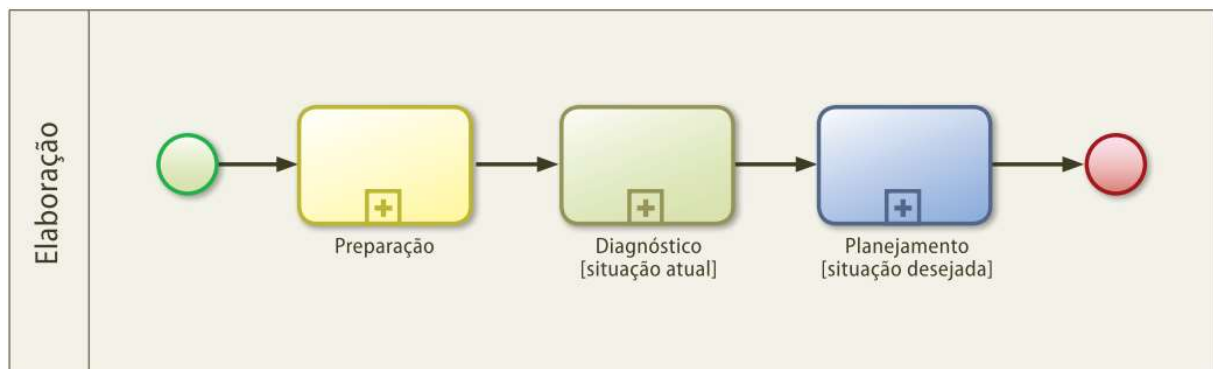 Elaboração
Preparação
Diagnóstico
[situação atual]
Planejamento
[situação desejada]